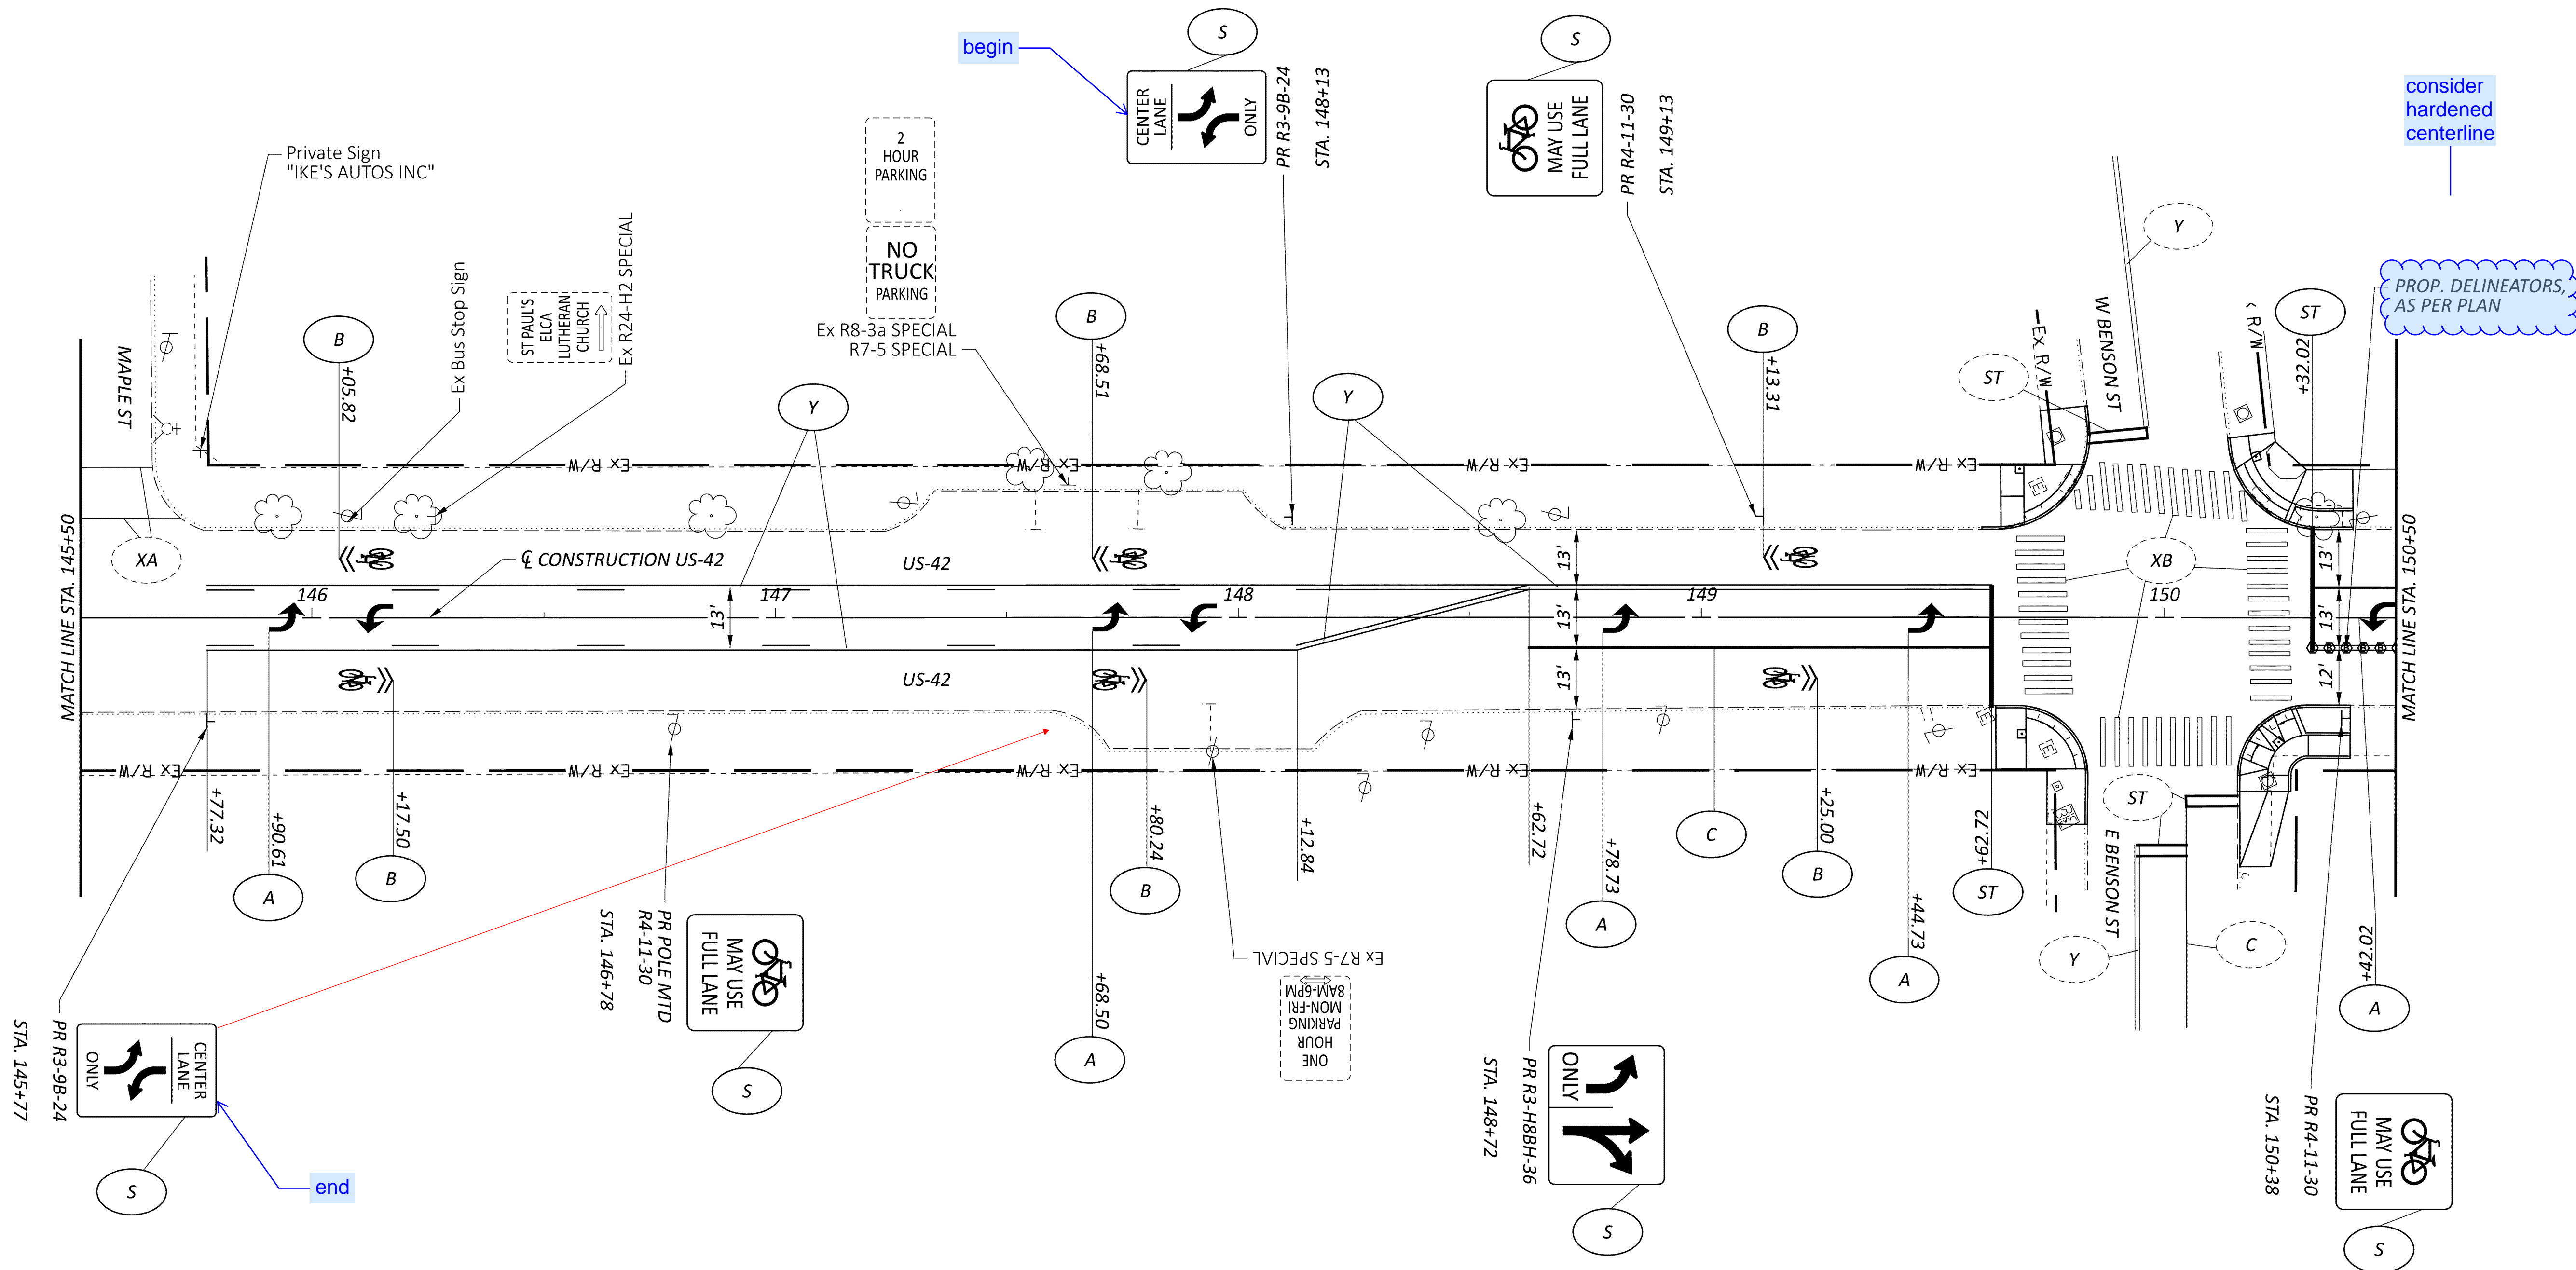 begin
S
CENTER
LANE
ONLY
PR R3-9B-24
STA. 148+13
S
MAY USE
FULL LANE
PR R4-11-30
STA. 149+13
consider
hardened
centerline
Private Sign
"IKE'S AUTOS INC"
2
HOUR
PARKING
NO
TRUCK
PARKING
Ex R8-3a SPECIAL
R7-5 SPECIAL
Ex Bus Stop Sign
ST PAUL'S
ELCA
LUTHERAN
CHURCH
Ex R24-H2 SPECIAL
MAPLE ST
B
+05.82
Y
B
+68.51
Y
B
+13.31
Y
W BENSON ST
Ex R/W
R/W
ST
ST
+32.02
PROP. DELINEATORS,
AS PER PLAN
Ex R/W
Ex R/W
Ex R/W
Ex R/W
MATCH LINE STA. 145+50
XA
℄ CONSTRUCTION US-42
US-42
146
147
148
149
150
13'
13'
13'
13'
13'
13'
12'
XB
US-42
MATCH LINE STA. 150+50
Ex R/W
Ex R/W
Ex R/W
Ex R/W
Ex R/W
+77.32
+90.61
A
+17.50
B
+68.50
A
+80.24
B
+12.84
+62.72
+78.73
A
C
+25.00
B
+44.73
A
+62.72
ST
ST
E BENSON ST
Y
C
+42.02
A
STA. 145+77
PR R3-9B-24
CENTER
LANE
ONLY
S
end
STA. 146+78
PR POLE MTD
R4-11-30
MAY USE
FULL LANE
S
Ex R7-5 SPECIAL
ONE
HOUR
PARKING
MON-FRI
8AM-6PM
STA. 148+72
PR R3-H8BH-36
ONLY
S
STA. 150+38
PR R4-11-30
MAY USE
FULL LANE
S